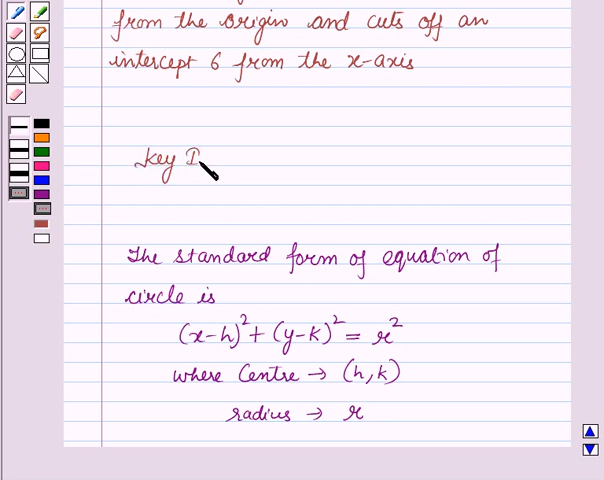 from the origin and cuts off an
intercept 6 from the x-axis
Key I
The standard form of equation of
circle is
(x-h)² + (y-k)² = r²
where Centre → (h, k)
radius → r